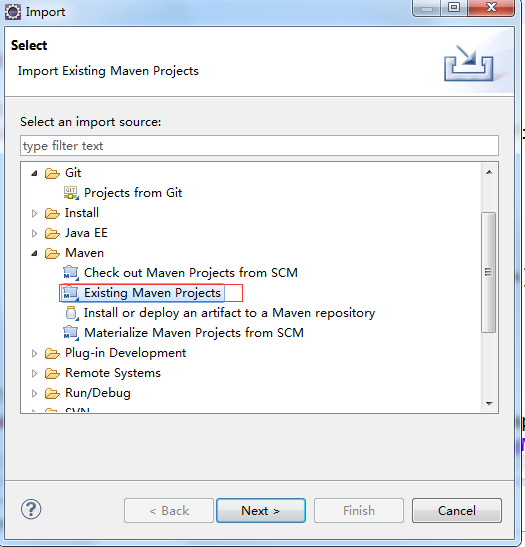 Import
Select
Import Existing Maven Projects
Select an import source:
type filter text
Git
Projects from Git
Install
Java EE
Maven
Check out Maven Projects from SCM
Existing Maven Projects
Install or deploy an artifact to a Maven repository
Materialize Maven Projects from SCM
Plug-in Development
Remote Systems
Run/Debug
SVN
? < Back Next > Finish Cancel